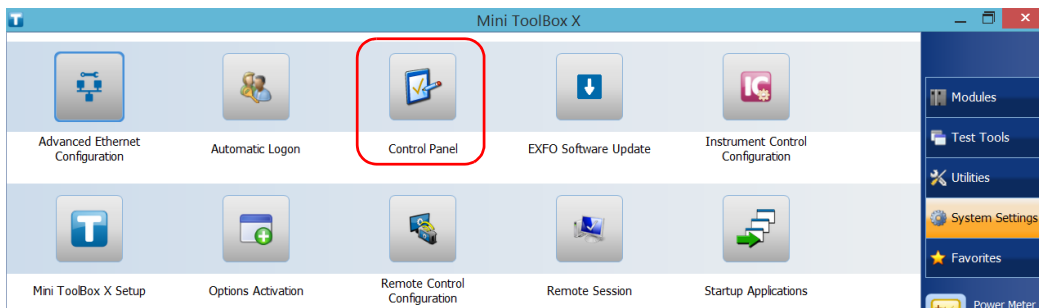 Mini ToolBox X
Advanced Ethernet
Configuration
Automatic Logon
Control Panel
EXFO Software Update
IC
Instrument Control
Configuration
T
Mini ToolBox X Setup
Options Activation
Remote Control
Configuration
Remote Session
Startup Applications
Modules
Test Tools
Utilities
System Settings
Favorites
Power Meter